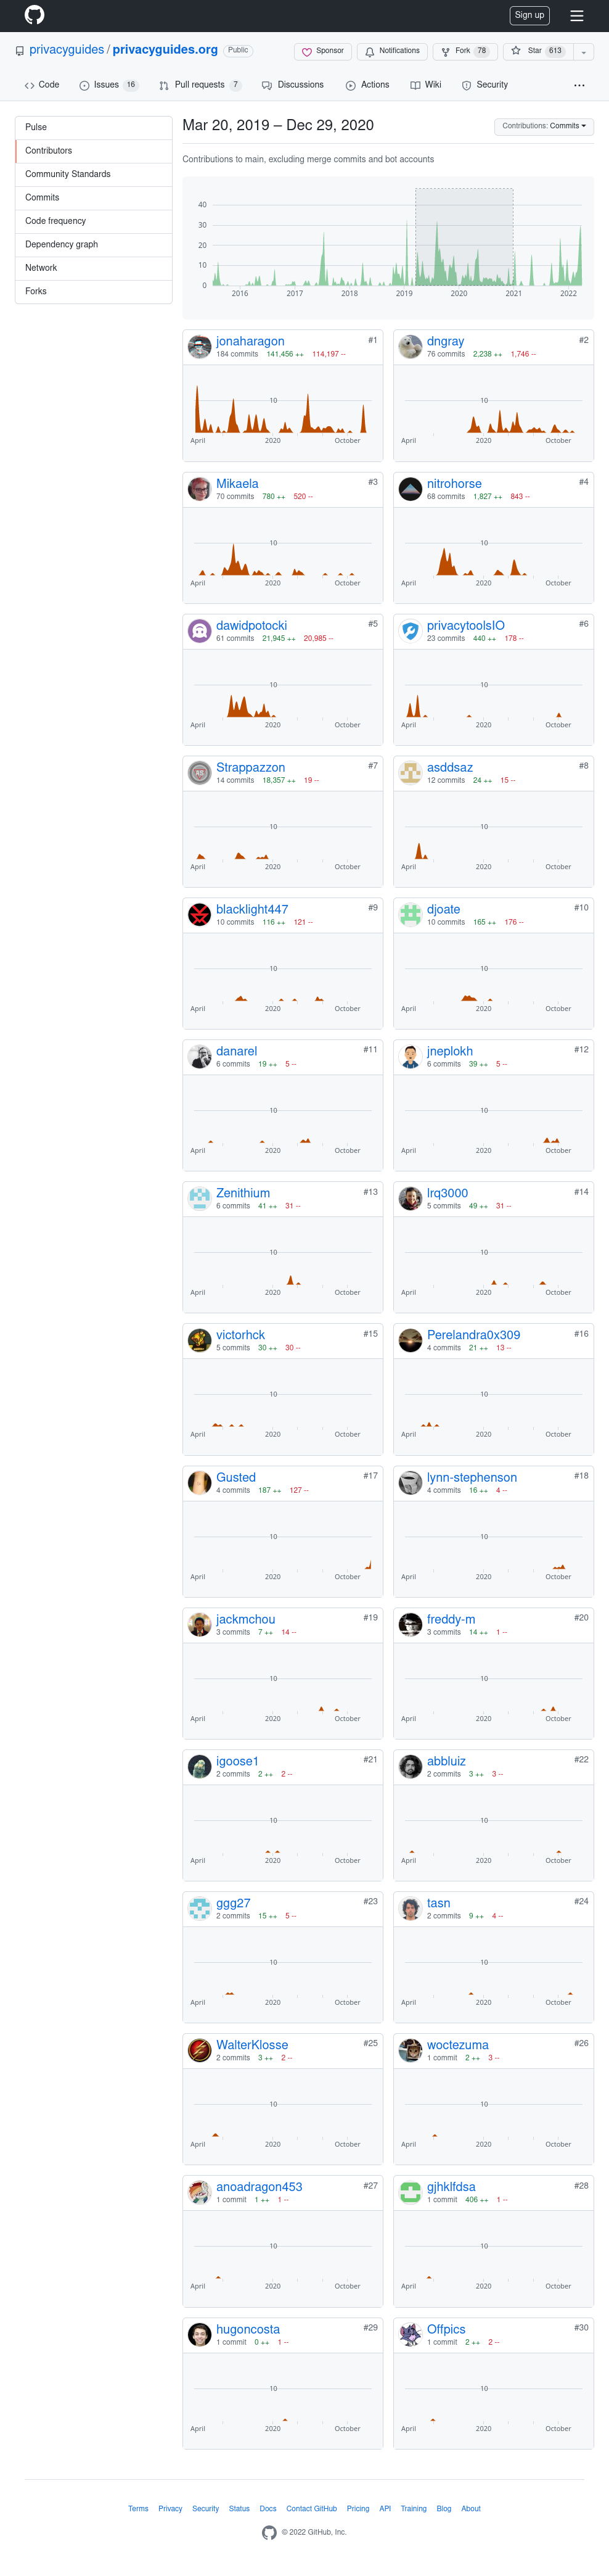 Sign up
privacyguides / privacyguides.org Public
Sponsor Notifications Fork 78 Star 613
Code Issues 16 Pull requests 7 Discussions Actions Wiki Security
Pulse
Contributors
Community Standards
Commits
Code frequency
Dependency graph
Network
Forks
Mar 20, 2019 – Dec 29, 2020
Contributions: Commits
Contributions to main, excluding merge commits and bot accounts
40
30
20
10
0
2016 2017 2018 2019 2020 2021 2022
jonaharagon #1
184 commits 141,456 ++ 114,197 --
10
April 2020 October
dngray #2
76 commits 2,238 ++ 1,746 --
10
April 2020 October
Mikaela #3
70 commits 780 ++ 520 --
10
April 2020 October
nitrohorse #4
68 commits 1,827 ++ 843 --
10
April 2020 October
dawidpotocki #5
61 commits 21,945 ++ 20,985 --
10
April 2020 October
privacytoolsIO #6
23 commits 440 ++ 178 --
10
April 2020 October
Strappazzon #7
14 commits 18,357 ++ 19 --
10
April 2020 October
asddsaz #8
12 commits 24 ++ 15 --
10
April 2020 October
blacklight447 #9
10 commits 116 ++ 121 --
10
April 2020 October
djoate #10
10 commits 165 ++ 176 --
10
April 2020 October
danarel #11
6 commits 19 ++ 5 --
10
April 2020 October
jneplokh #12
6 commits 39 ++ 5 --
10
April 2020 October
Zenithium #13
6 commits 41 ++ 31 --
10
April 2020 October
lrq3000 #14
5 commits 49 ++ 31 --
10
April 2020 October
victorhck #15
5 commits 30 ++ 30 --
10
April 2020 October
Perelandra0x309 #16
4 commits 21 ++ 13 --
10
April 2020 October
Gusted #17
4 commits 187 ++ 127 --
10
April 2020 October
lynn-stephenson #18
4 commits 16 ++ 4 --
10
April 2020 October
jackmchou #19
3 commits 7 ++ 14 --
10
April 2020 October
freddy-m #20
3 commits 14 ++ 1 --
10
April 2020 October
igoose1 #21
2 commits 2 ++ 2 --
10
April 2020 October
abbluiz #22
2 commits 3 ++ 3 --
10
April 2020 October
ggg27 #23
2 commits 15 ++ 5 --
10
April 2020 October
tasn #24
2 commits 9 ++ 4 --
10
April 2020 October
WalterKlosse #25
2 commits 3 ++ 2 --
10
April 2020 October
woctezuma #26
1 commit 2 ++ 3 --
10
April 2020 October
anoadragon453 #27
1 commit 1 ++ 1 --
10
April 2020 October
gjhklfdsa #28
1 commit 406 ++ 1 --
10
April 2020 October
hugoncosta #29
1 commit 0 ++ 1 --
10
April 2020 October
Offpics #30
1 commit 2 ++ 2 --
10
April 2020 October
Terms Privacy Security Status Docs Contact GitHub Pricing API Training Blog About
© 2022 GitHub, Inc.